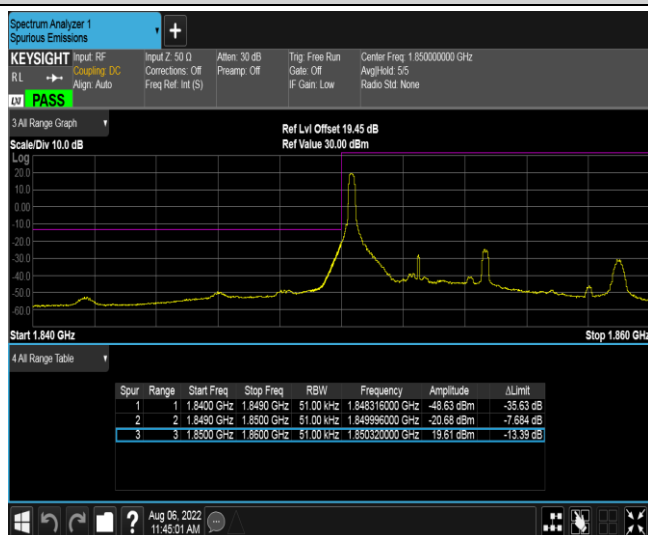 Spectrum Analyzer 1
Spurious Emissions
+
KEYSIGHT
RL
LXI PASS
Input: RF
Coupling: DC
Align: Auto
Input Z: 50 Ω
Corrections: Off
Freq Ref: Int (S)
Atten: 30 dB
Preamp: Off
Trig: Free Run
Gate: Off
IF Gain: Low
Center Freq: 1.850000000 GHz
Avg|Hold: 5/5
Radio Std: None
3 All Range Graph
Scale/Div 10.0 dB
Ref Lvl Offset 19.45 dB
Ref Value 30.00 dBm
Log
20.0
10.0
0.00
-10.0
-20.0
-30.0
-40.0
-50.0
-60.0
Start 1.840 GHz
Stop 1.860 GHz
4 All Range Table
Spur Range Start Freq Stop Freq RBW Frequency Amplitude ΔLimit
1 1 1.8400 GHz 1.8490 GHz 51.00 kHz 1.848316000 GHz -48.63 dBm -35.63 dB
2 2 1.8490 GHz 1.8500 GHz 51.00 kHz 1.849996000 GHz -20.68 dBm -7.684 dB
3 3 1.8500 GHz 1.8600 GHz 51.00 kHz 1.850320000 GHz 19.61 dBm -13.39 dB
?
Aug 06, 2022
11:45:01 AM